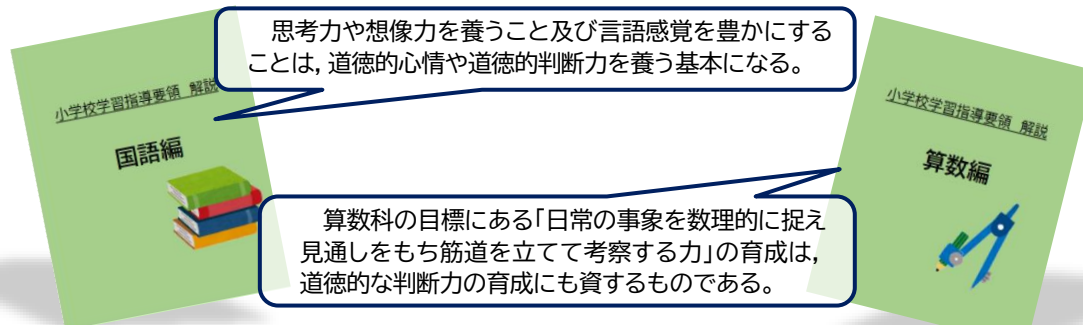 思考力や想像力を養うこと及び言語感覚を豊かにする
ことは，道徳的心情や道徳的判断力を養う基本になる。
小学校学習指導要領 解説
国語編
小学校学習指導要領 解説
算数編
算数科の目標にある「日常の事象を数理的に捉え
見通しをもち筋道を立てて考察する力」の育成は，
道徳的な判断力の育成にも資するものである。